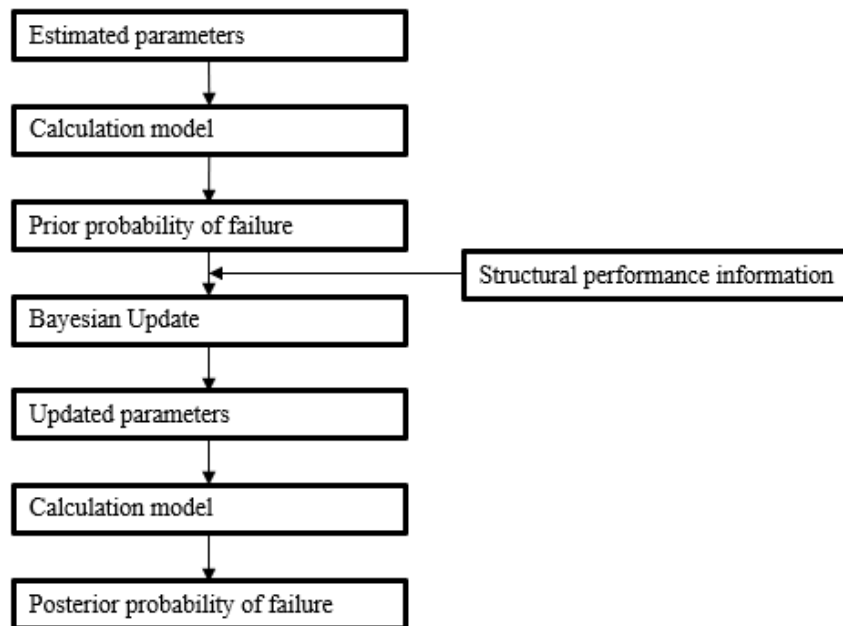 Estimated parameters
Calculation model
Prior probability of failure
Structural performance information
Bayesian Update
Updated parameters
Calculation model
Posterior probability of failure